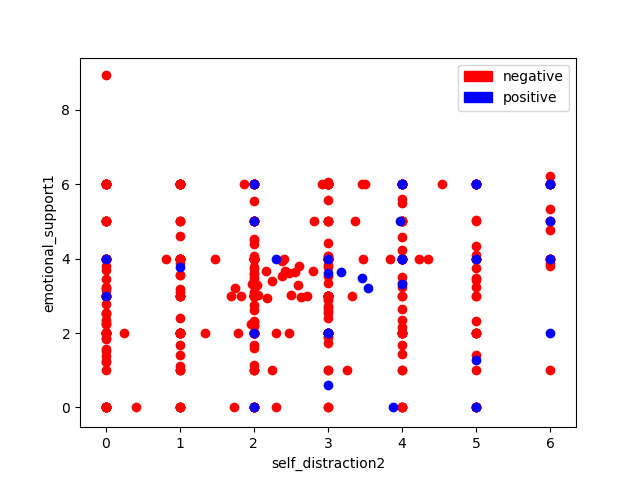 negative
positive
8
6
4
2
0
emotional_support1
0 1 2 3 4 5 6
self_distraction2